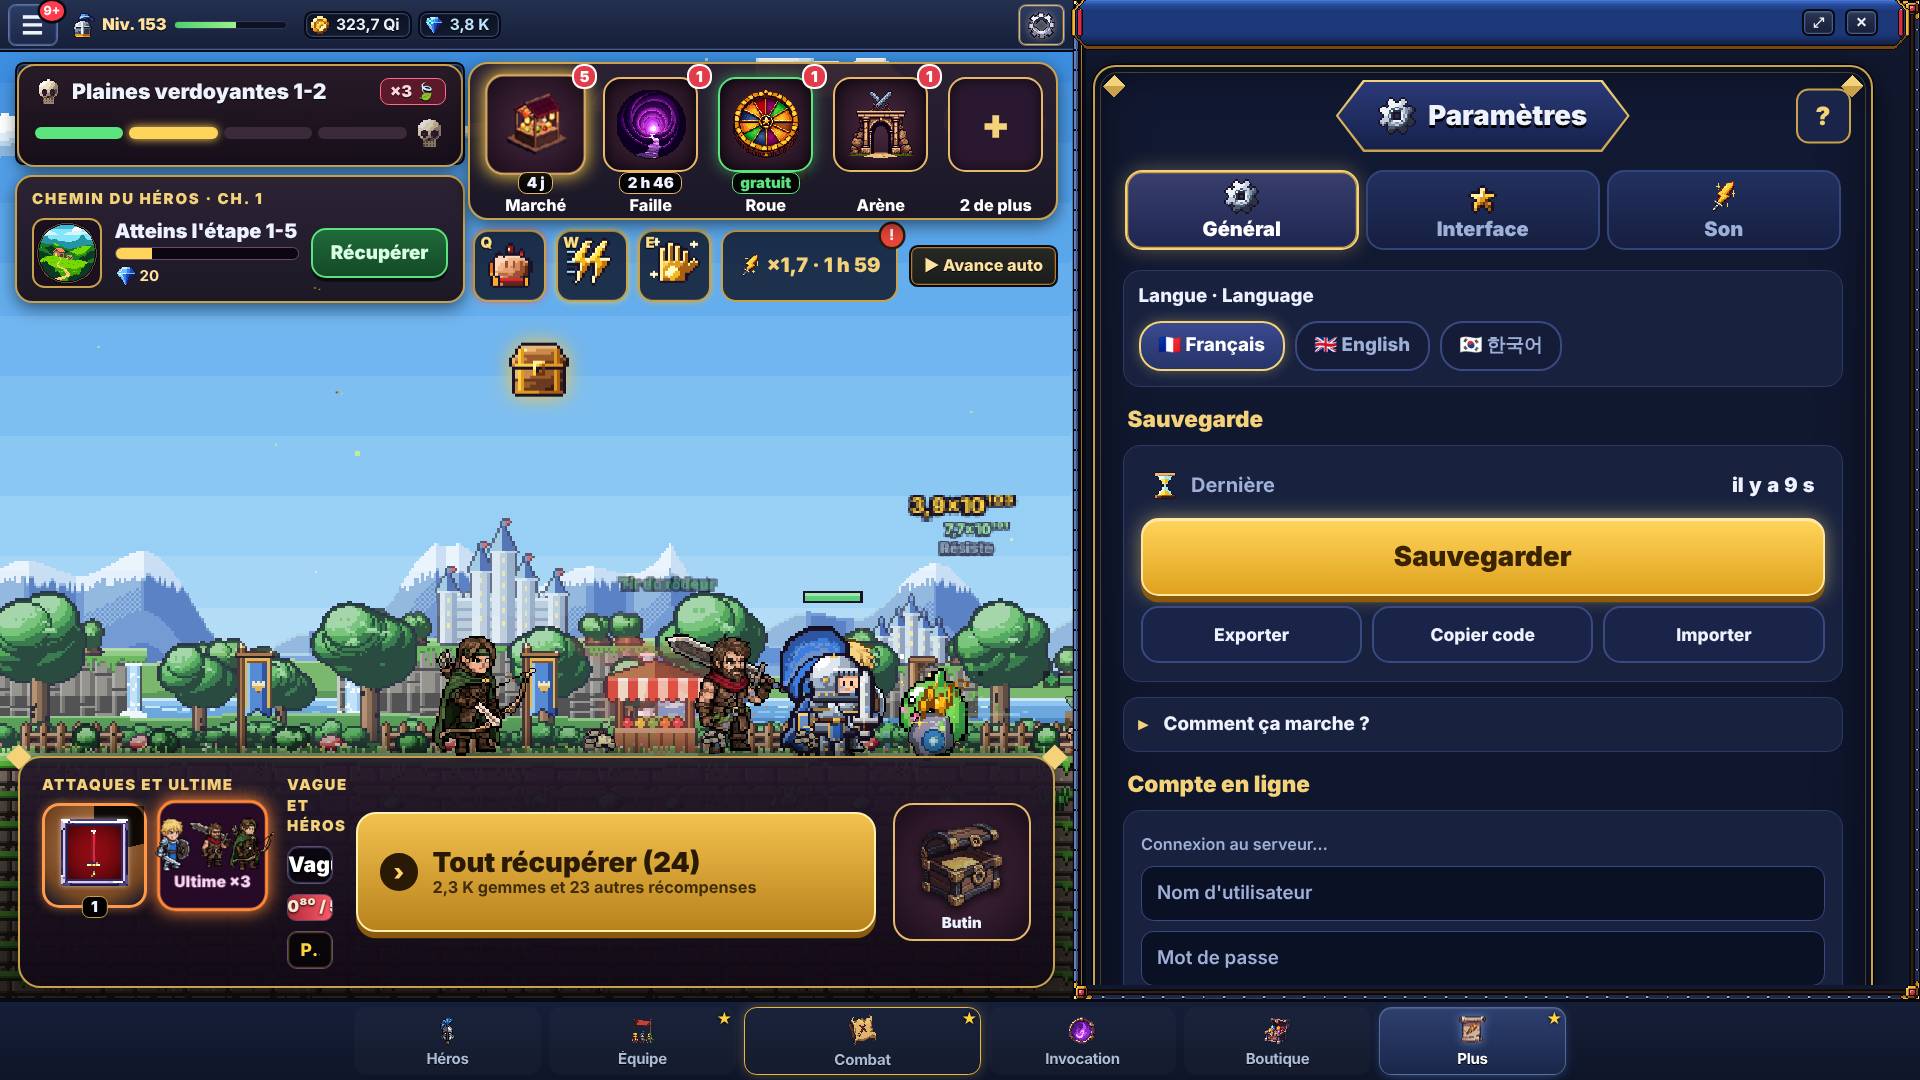 9+
Niv. 153
323,7 Qi
3,8 K
Plaines verdoyantes 1-2
×3
CHEMIN DU HÉROS · CH. 1
Atteins l'étape 1-5
20
Récupérer
5
4 j
Marché
1
2 h 46
Faille
1
gratuit
Roue
1
Arène
+
2 de plus
Q
W
E
×1,7 · 1 h 59
!
▶ Avance auto
3,9×10
7,7×10
Résiste
ATTAQUES ET ULTIME
1
Ultime ×3
VAGUE
ET
HÉROS
Vag
0⁸⁰ /
P.
› Tout récupérer (24)
2,3 K gemmes et 23 autres récompenses
Butin
Paramètres
?
Général
Interface
Son
Langue · Language
Français
English
한국어
Sauvegarde
Dernière
il y a 9 s
Sauvegarder
Exporter
Copier code
Importer
▸ Comment ça marche ?
Compte en ligne
Connexion au serveur...
Nom d'utilisateur
Mot de passe
Héros
Équipe
Combat
Invocation
Boutique
Plus